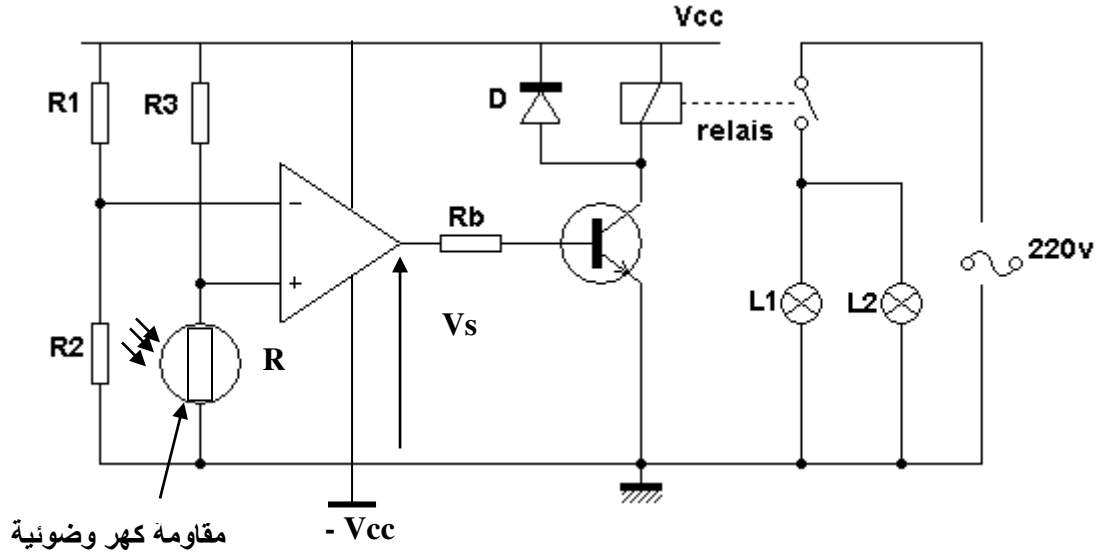 Vcc
R1
R3
D
relais
−
Rb
220v
+
Vs
L1
L2
R2
R
- Vcc
مقاومة كهر وضوئية